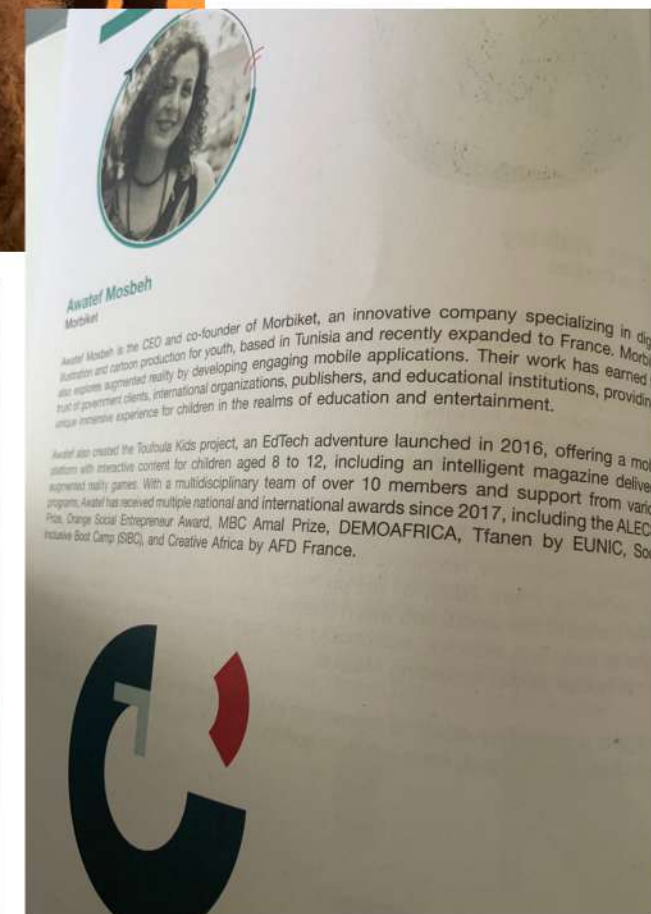 Awatef Mosbeh
Morbiket
Awatef Mosbeh is the CEO and co-founder of Morbiket, an innovative company specializing in dig
illustration and cartoon production for youth, based in Tunisia and recently expanded to France. Morbi
also explores augmented reality by developing engaging mobile applications. Their work has earned
trust of government clients, international organizations, publishers, and educational institutions, providin
unique immersive experience for children in the realms of education and entertainment.
Awatef also created the Toufoula Kids project, an EdTech adventure launched in 2016, offering a mob
platform with interactive content for children aged 8 to 12, including an intelligent magazine delive
augmented reality games. With a multidisciplinary team of over 10 members and support from vario
programs, Awatef has received multiple national and international awards since 2017, including the ALEC
Prize, Orange Social Entrepreneur Award, MBC Amal Prize, DEMOAFRICA, Tfanen by EUNIC, Soc
Inclusive Boot Camp (SIBC), and Creative Africa by AFD France.